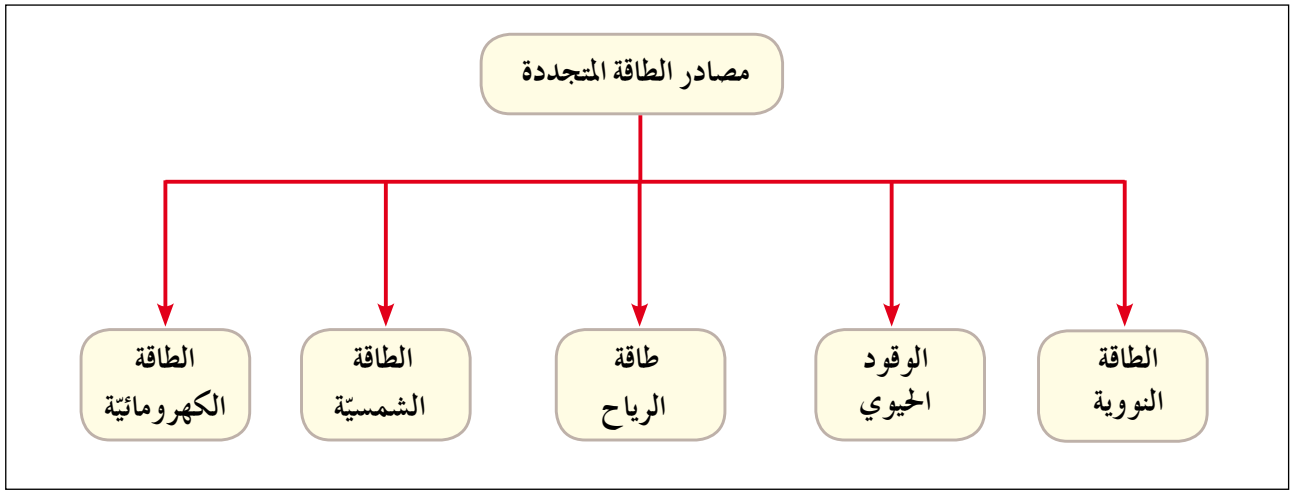 مصادر الطاقة المتجددة
الطاقة
النووية
الوقود
الحيوي
طاقة
الرياح
الطاقة
الشمسيّة
الطاقة
الكهرومائيّة